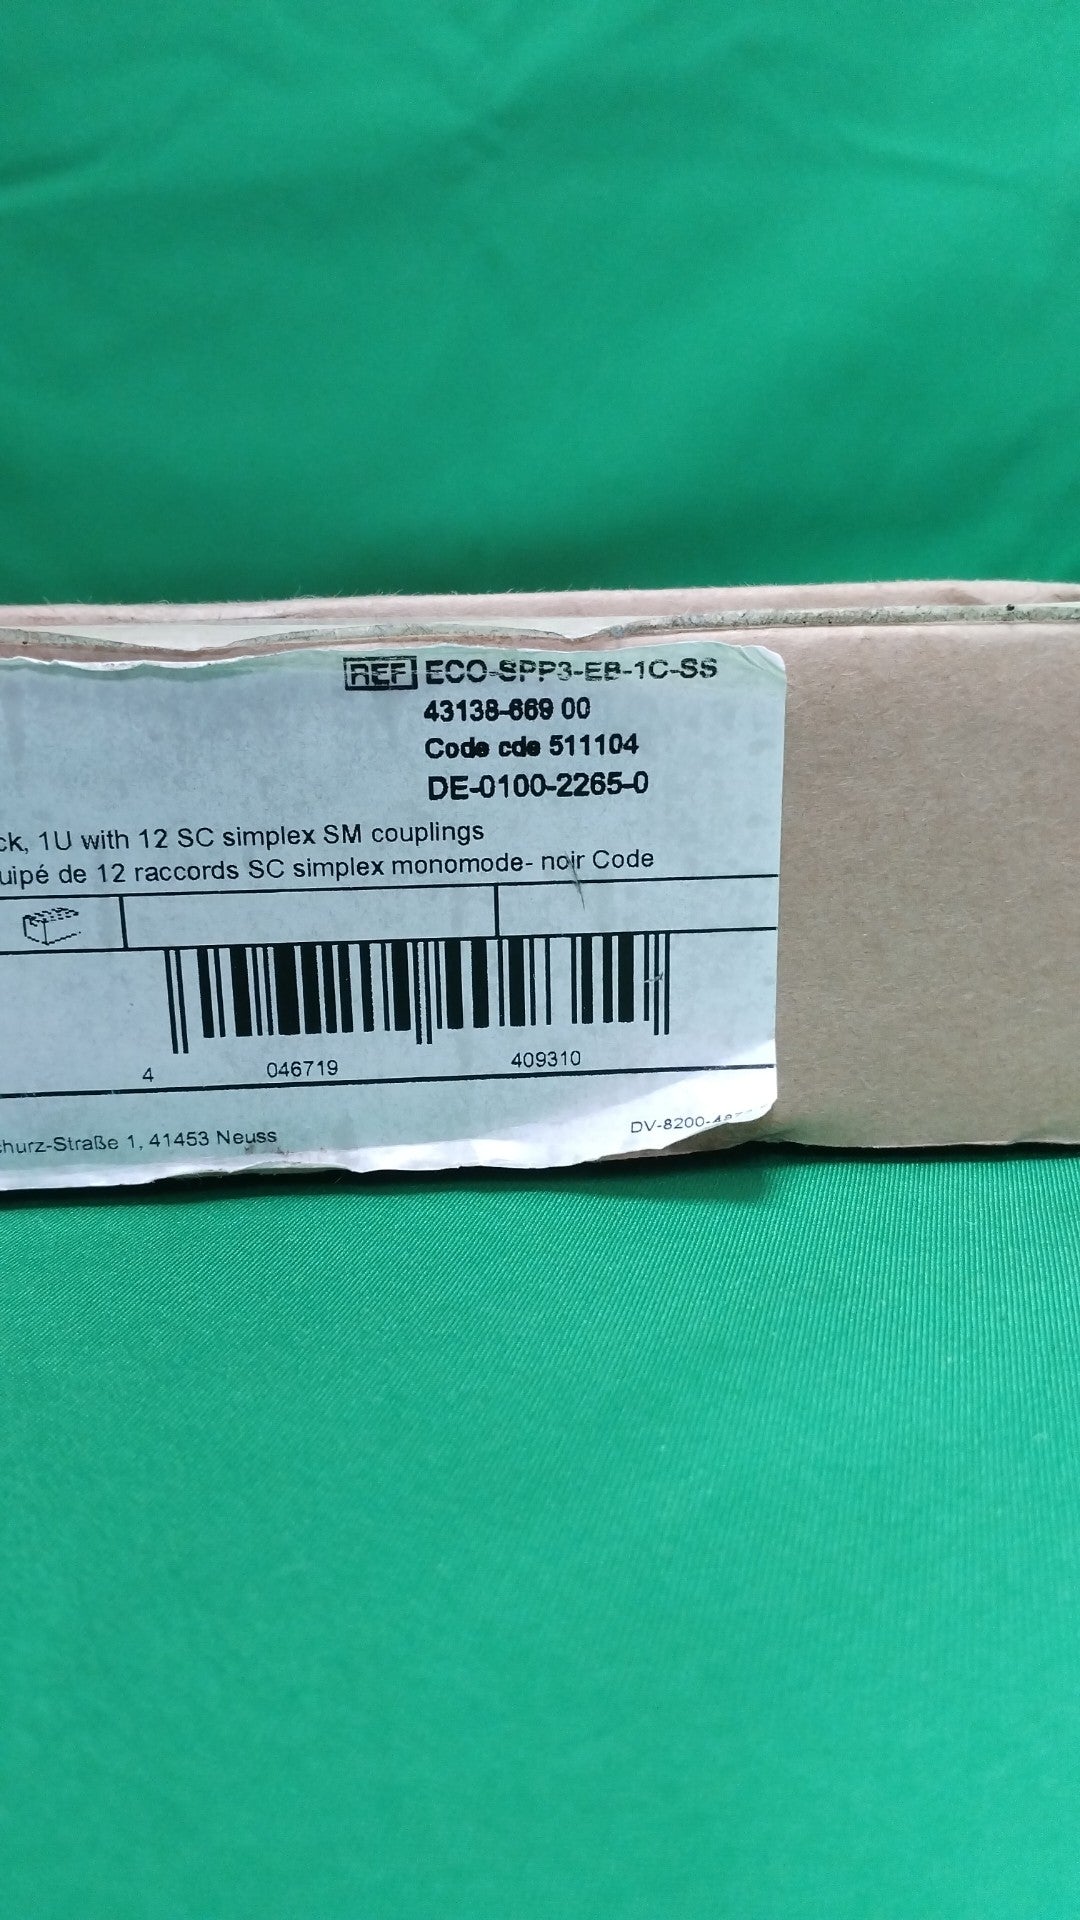 REF ECO-SPP3-EB-1C-SS
43138-669 00
Code cde 511104
DE-0100-2265-0
ck, 1U with 12 SC simplex SM couplings
uipé de 12 raccords SC simplex monomode- noir Code
4 046719 409310
churz-Straße 1, 41453 Neuss
DV-8200-